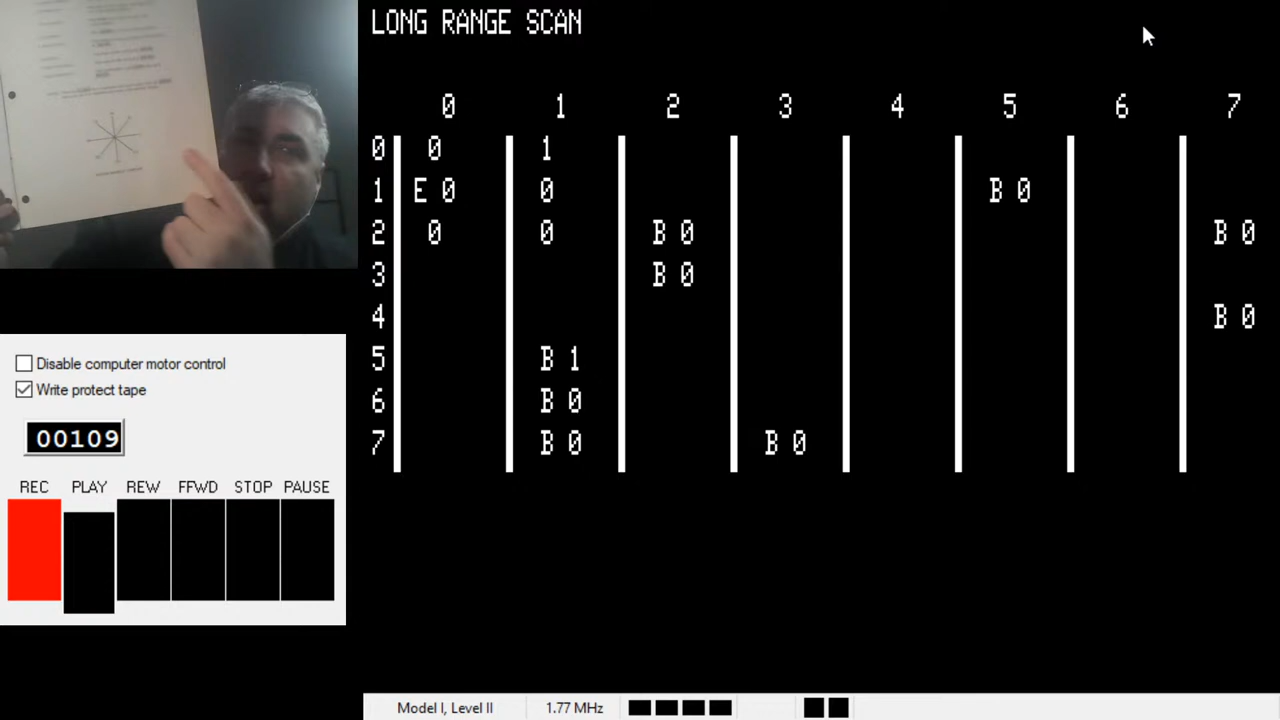 LONG RANGE SCAN
0 1 2 3 4 5 6 7
0 0 1
1 E 0 0 B 0
2 0 0 B 0 B 0
3 B 0
4 B 0
5 B 1
6 B 0
7 B 0 B 0
Disable computer motor control
Write protect tape
00109
REC PLAY REW FFWD STOP PAUSE
Model I, Level II 1.77 MHz